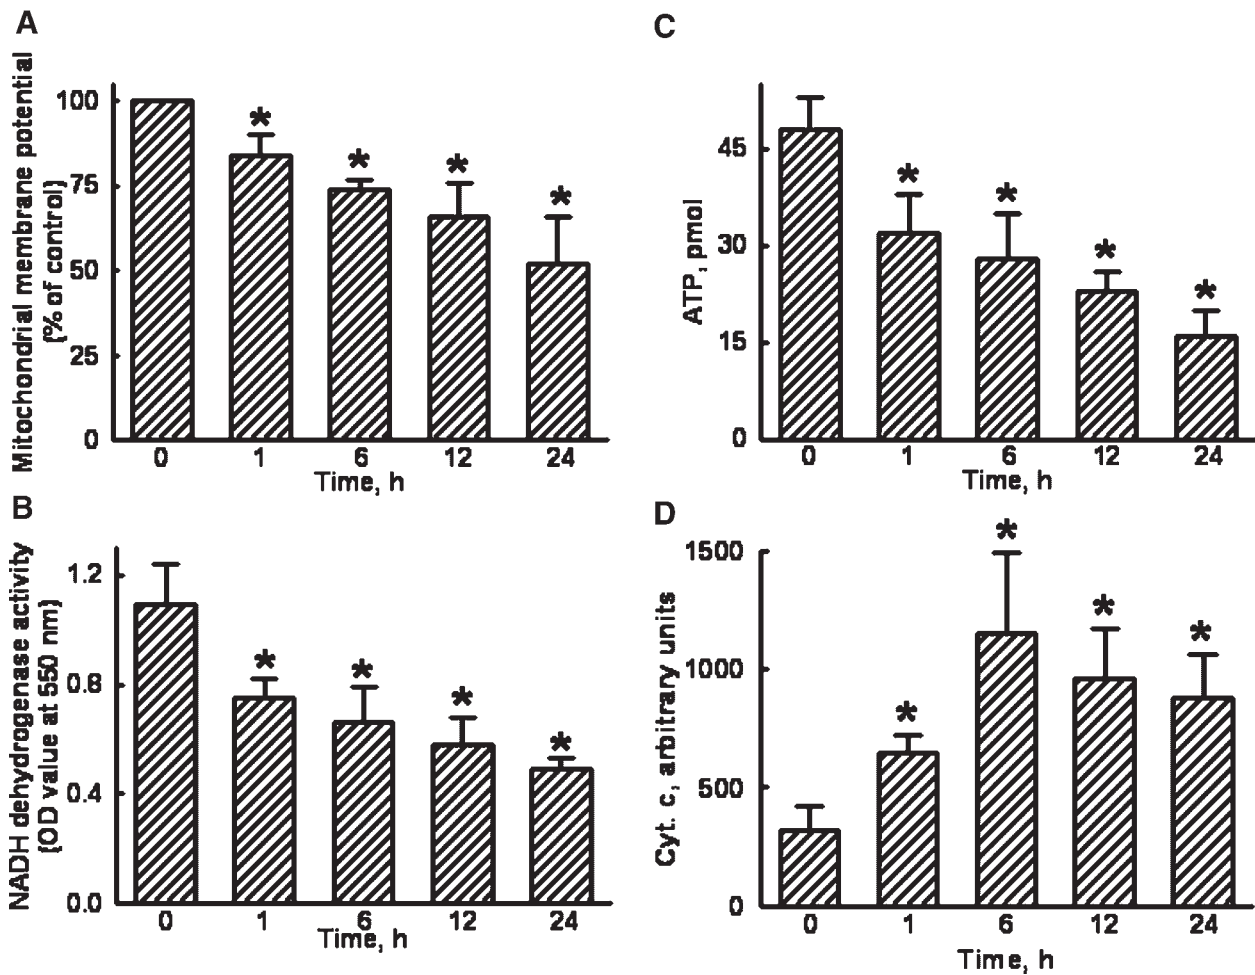 A
Mitochondrial membrane potential
[% of control]
100
75
50
25
0
*
*
*
*
0 1 6 12 24
Time, h
B
NADH dehydrogenase activity
[OD value at 550 nm]
1.2
0.8
0.4
0.0
*
*
*
*
0 1 6 12 24
Time, h
C
ATP, pmol
45
30
15
0
*
*
*
*
0 1 6 12 24
Time, h
D
Cyt. c, arbitrary units
1500
1000
500
0
*
*
*
*
0 1 6 12 24
Time, h